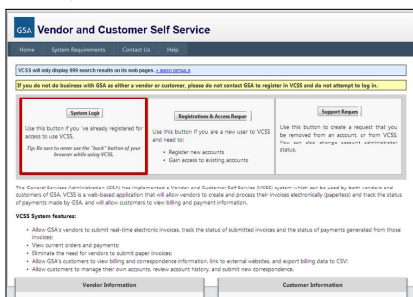 GSA Vendor and Customer Self Service
Home System Requirements Contact Us Help
VCSS will only display 999 search results on its web pages. + SHOW DETAILS
If you do not do business with GSA as either a vendor or customer, please do not contact GSA to register in VCSS and do not attempt to log in.
System Login
Use this button if you 've already registered for
access to use VCSS.
Tip: Be sure to never use the "back" button of your
browser while using VCSS.
Registrations & Access Reques
Use this button if you are a new user to VCSS
and need to:
• Register new accounts
• Gain access to existing accounts
Support Reques
Use this button to create a request that you
be removed from an account, or from VCSS.
You can also change account administrator
status.
The General Services Administration (GSA) has implemented a Vendor and Customer Self Service (VCSS) system which can be used by both vendors and
customers of GSA. VCSS is a web-based application that will allow vendors to create and process their invoices electronically (paperless) and track the status
of payments made by GSA, and will allow customers to view billing and payment information.
VCSS System features:
• Allow GSA's vendors to submit real-time electronic invoices, track the status of submitted invoices and the status of payments generated from those
invoices;
• View current orders and payments;
• Eliminate the need for vendors to submit paper invoices;
• Allow GSA's customers to view billing and correspondence information, link to external websites, and export billing data to CSV;
• Allow customers to manage their own accounts, review account history, and submit new correspondence.
Vendor Information
Customer Information